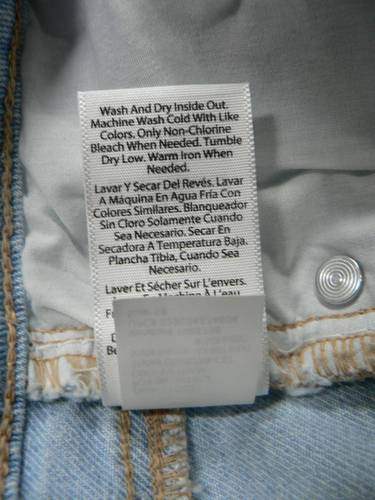 Wash And Dry Inside Out.
Machine Wash Cold With Like
Colors. Only Non-Chlorine
Bleach When Needed. Tumble
Dry Low. Warm Iron When
Needed.
Lavar Y Secar Del Revés. Lavar
A Máquina En Agua Fría Con
Colores Similares. Blanqueador
Sin Cloro Solamente Cuando
Sea Necesario. Secar En
Secadora A Temperatura Baja.
Plancha Tibia, Cuando Sea
Necesario.
Laver Et Sécher Sur L'envers.